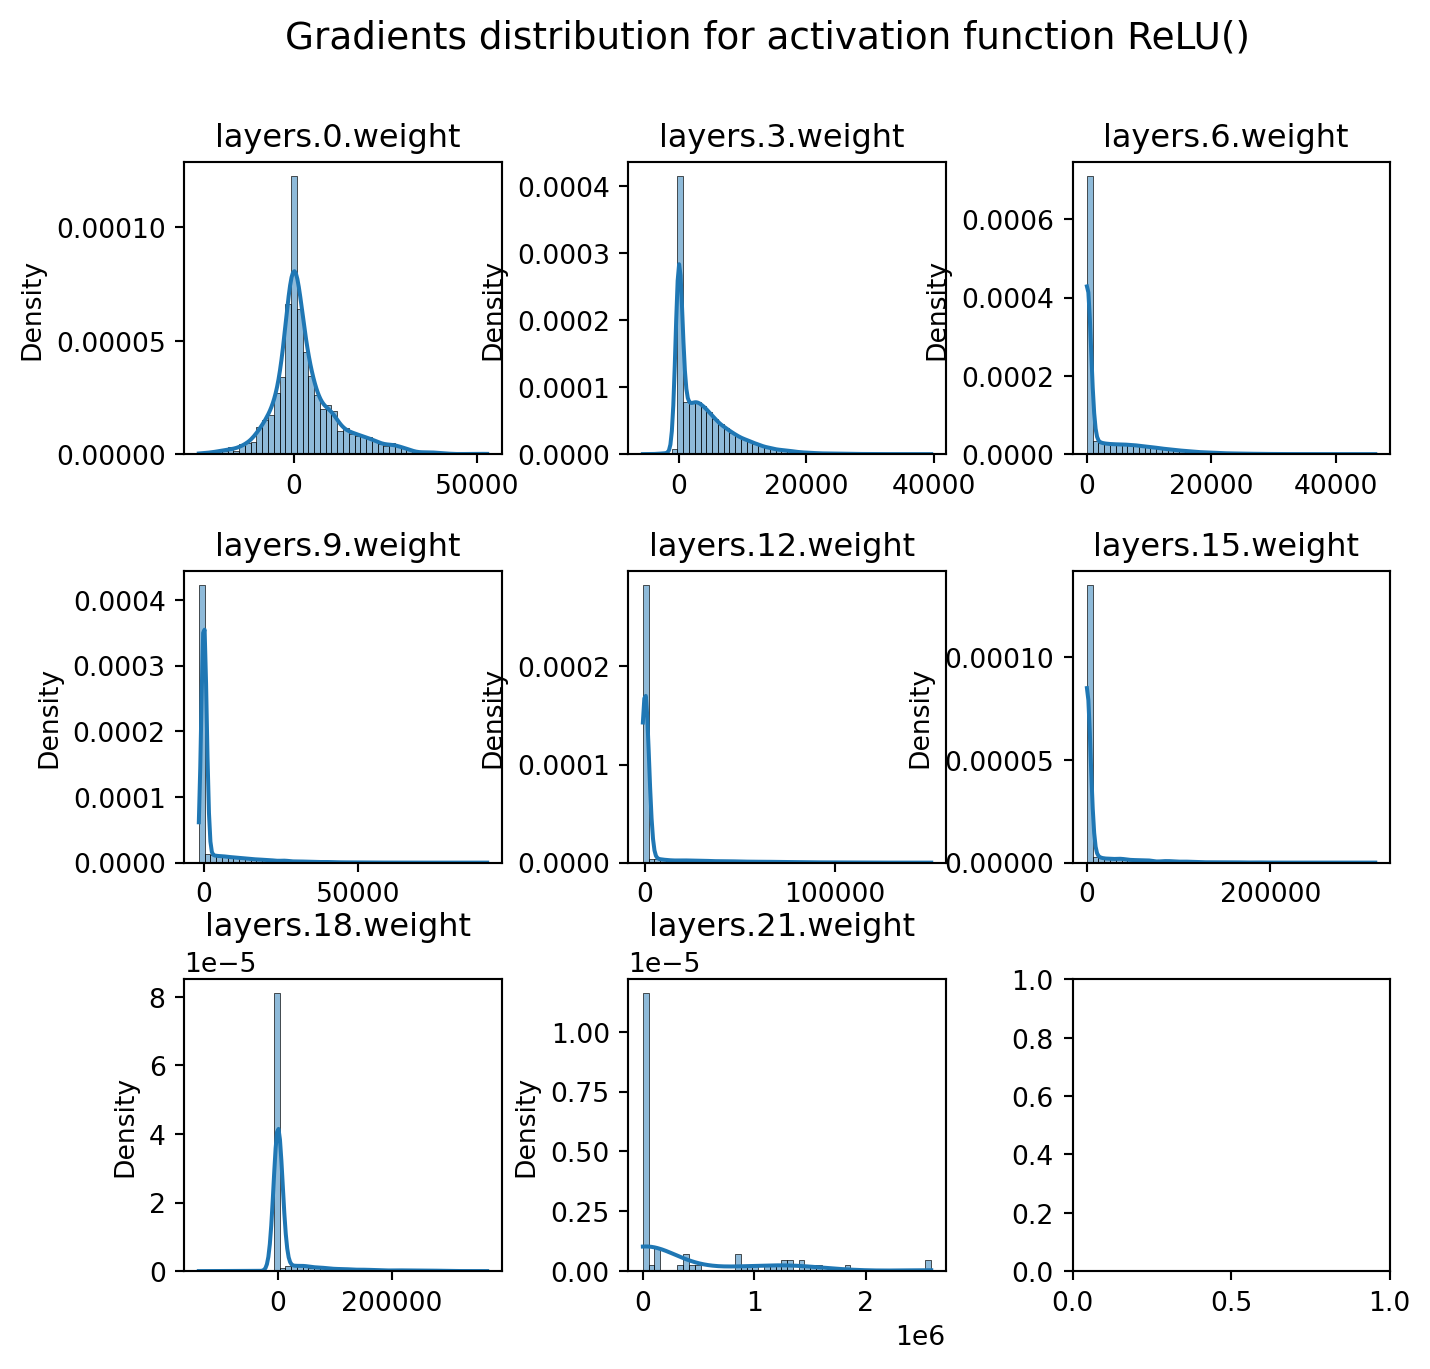 Gradients distribution for activation function ReLU()
layers.0.weight
Density
0.00010
0.00005
0.00000
0 50000
layers.3.weight
Density
0.0004
0.0003
0.0002
0.0001
0.0000
0 20000 40000
layers.6.weight
Density
0.0006
0.0004
0.0002
0.0000
0 20000 40000
layers.9.weight
Density
0.0004
0.0003
0.0002
0.0001
0.0000
0 50000
layers.12.weight
Density
0.0002
0.0001
0.0000
0 100000
layers.15.weight
Density
0.00010
0.00005
0.00000
0 200000
layers.18.weight
1e−5
Density
8
6
4
2
0
0 200000
layers.21.weight
1e−5
Density
1.00
0.75
0.50
0.25
0.00
0 1 2
1e6
1.0
0.8
0.6
0.4
0.2
0.0
0.0 0.5 1.0